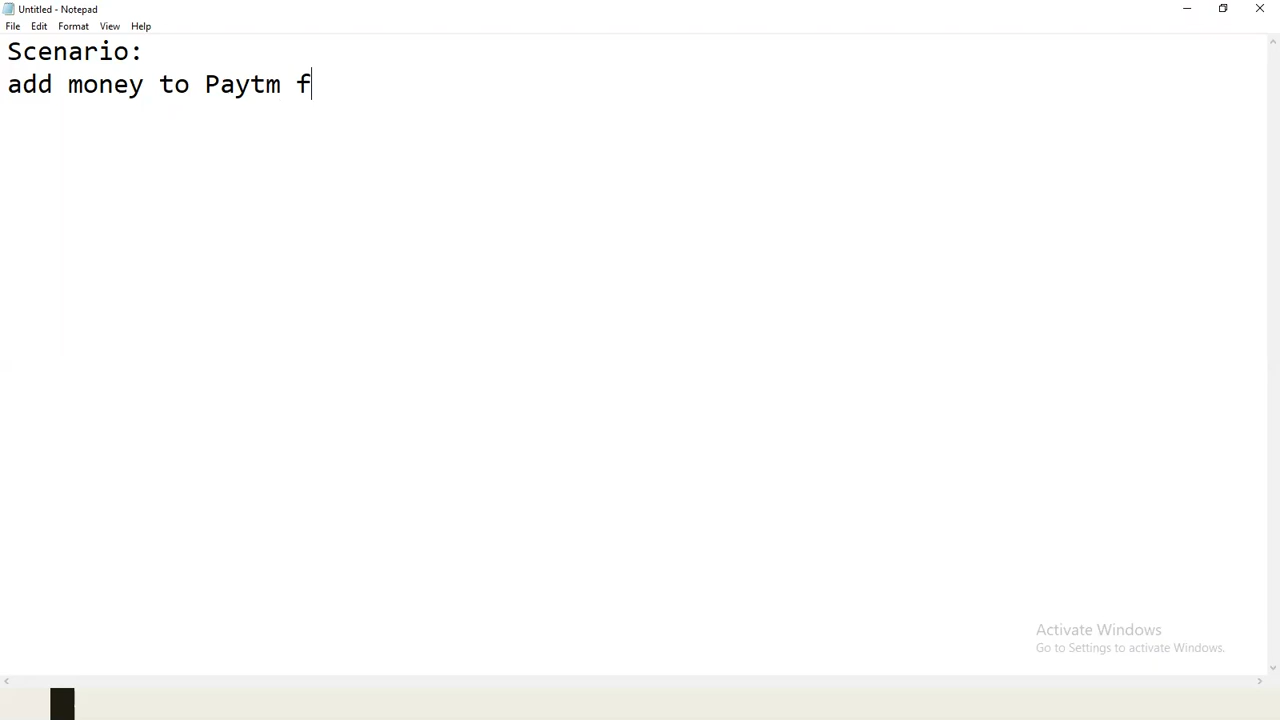 Untitled - Notepad
File Edit Format View Help
Scenario:
add money to Paytm f
Activate Windows
Go to Settings to activate Windows.